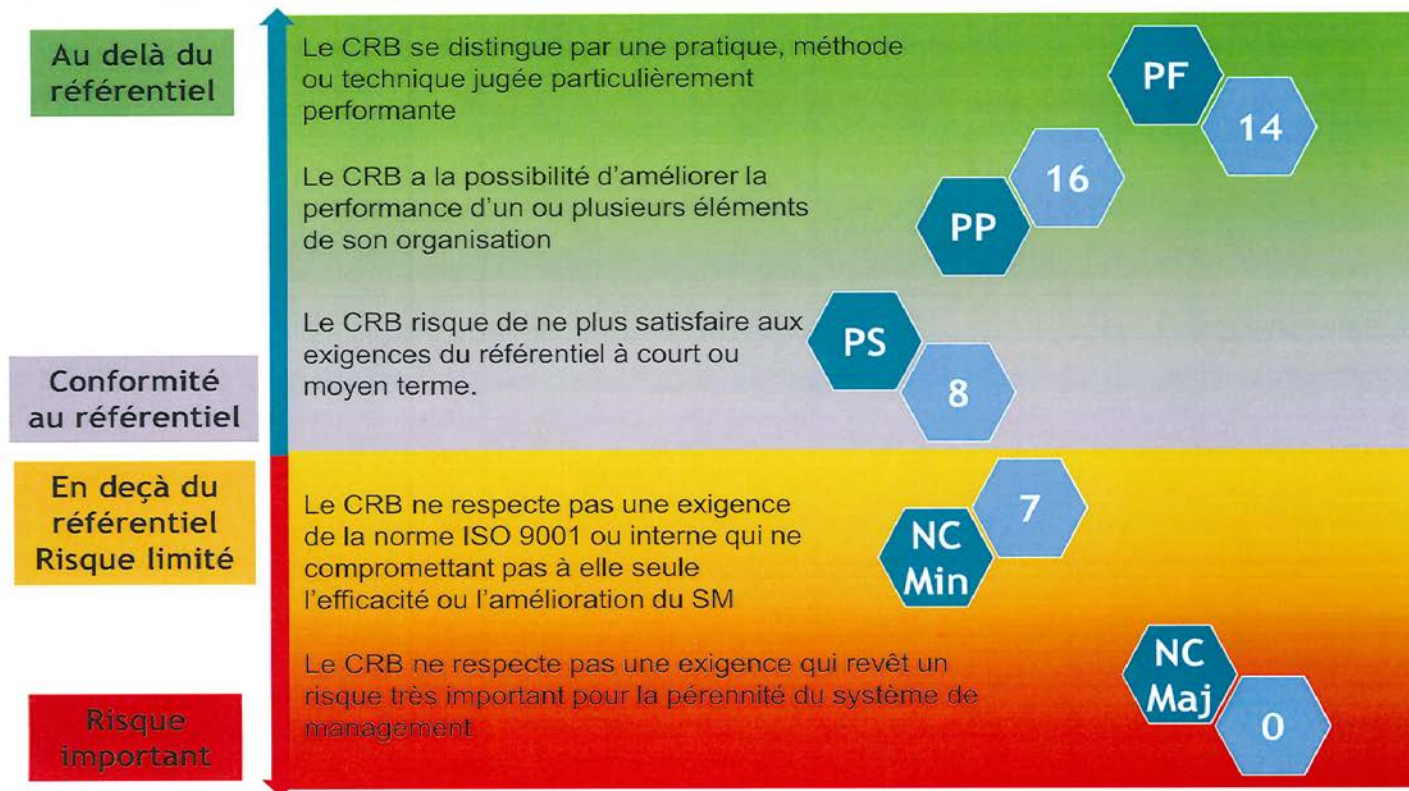 Au delà du
référentiel
Le CRB se distingue par une pratique, méthode
ou technique jugée particulièrement
performante
PF
14
Le CRB a la possibilité d'améliorer la
performance d'un ou plusieurs éléments
de son organisation
16
PP
Le CRB risque de ne plus satisfaire aux
exigences du référentiel à court ou
moyen terme.
PS
8
Conformité
au référentiel
En deçà du
référentiel
Risque limité
Le CRB ne respecte pas une exigence
de la norme ISO 9001 ou interne qui ne
compromettant pas à elle seule
l'efficacité ou l'amélioration du SM
7
NC
Min
Le CRB ne respecte pas une exigence qui revêt un
risque très important pour la pérennité du système de
management
NC
Maj
0
Risque
important